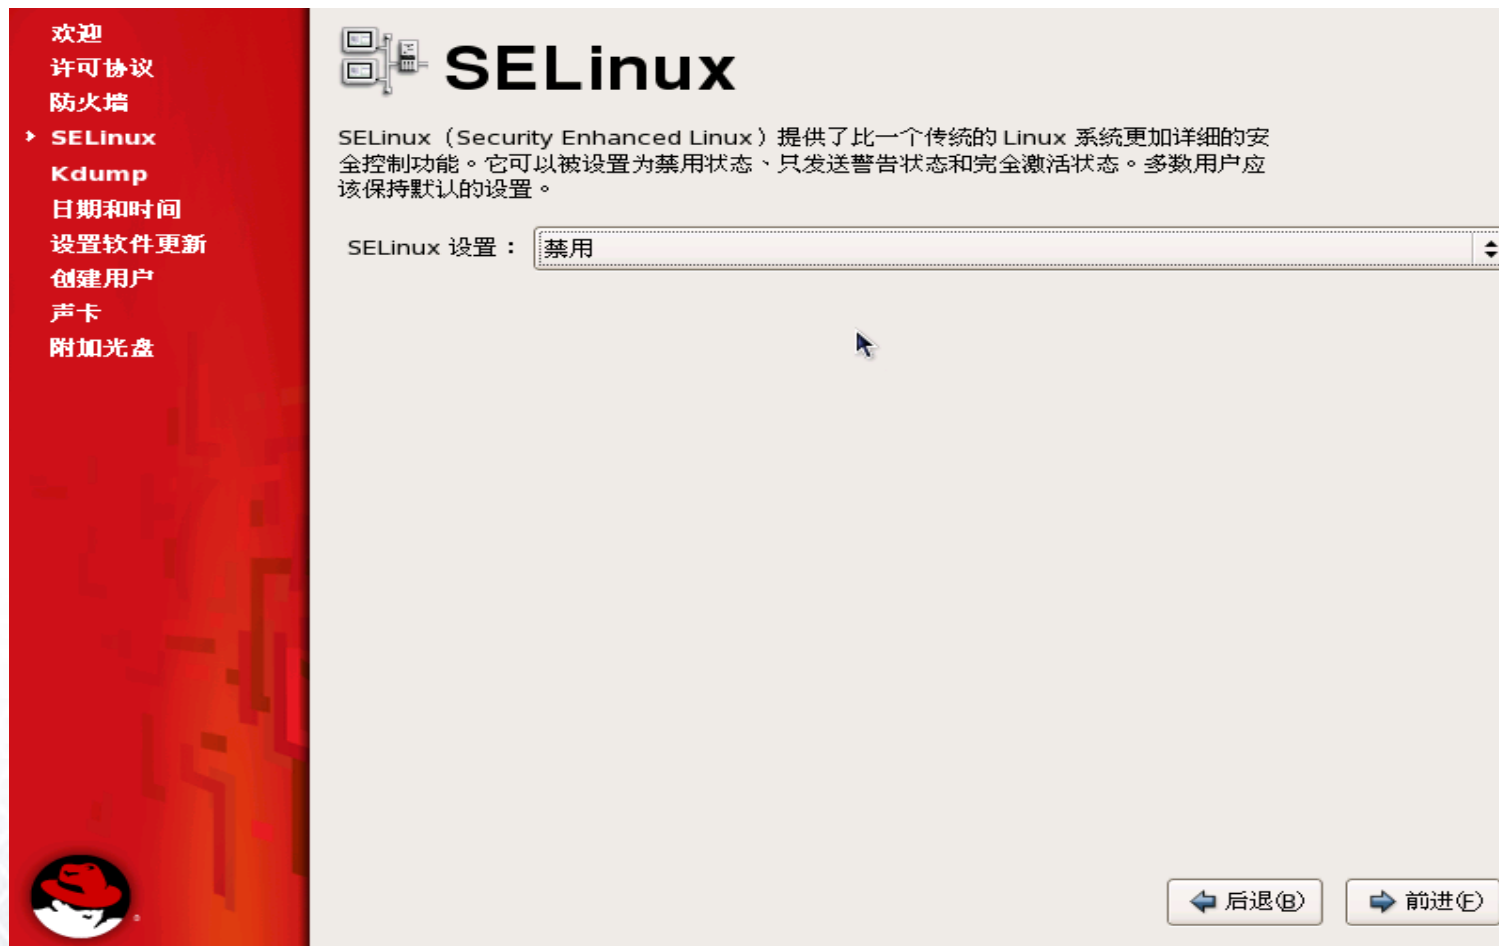 欢迎
许可协议
防火墙
SELinux
Kdump
日期和时间
设置软件更新
创建用户
声卡
附加光盘
SELinux
SELinux（Security Enhanced Linux）提供了比一个传统的 Linux 系统更加详细的安
全控制功能。它可以被设置为禁用状态、只发送警告状态和完全激活状态。多数用户应
该保持默认的设置。
SELinux 设置： 禁用
后退(B) 前进(F)